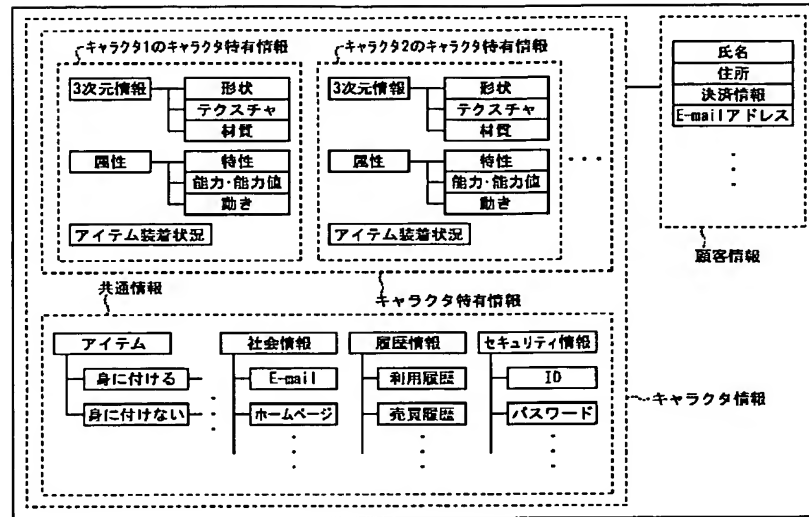 キャラクタ1のキャラクタ特有情報
3次元情報
形状
テクスチャ
材質
属性
特性
能力・能力値
動き
アイテム装着状況
キャラクタ2のキャラクタ特有情報
3次元情報
形状
テクスチャ
材質
属性
特性
能力・能力値
動き
アイテム装着状況
氏名
住所
決済情報
E-mailアドレス
顧客情報
共通情報
キャラクタ特有情報
アイテム
身に付ける
身に付けない
社会情報
E-mail
ホームページ
履歴情報
利用履歴
売買履歴
セキュリティ情報
ID
パスワード
キャラクタ情報